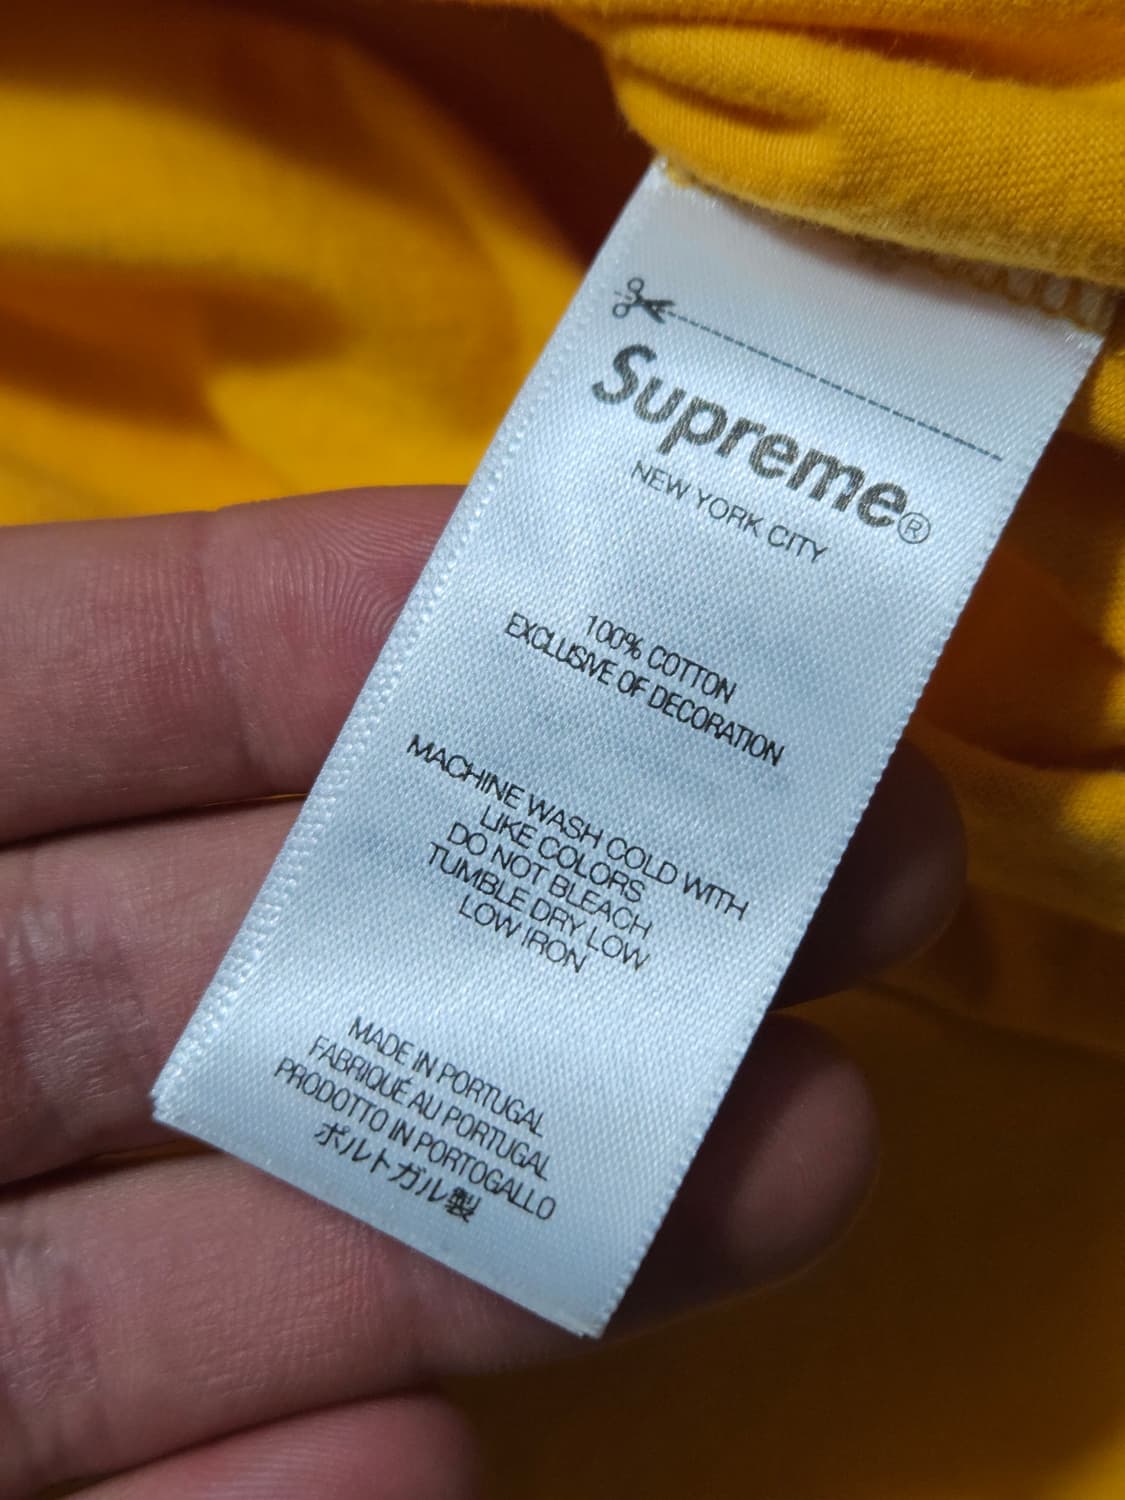 Supreme®
NEW YORK CITY
100% COTTON
EXCLUSIVE OF DECORATION
MACHINE WASH COLD WITH
LIKE COLORS
DO NOT BLEACH
TUMBLE DRY LOW
LOW IRON
MADE IN PORTUGAL
FABRIQUÉ AU PORTUGAL
PRODOTTO IN PORTOGALLO
ポルトガル製